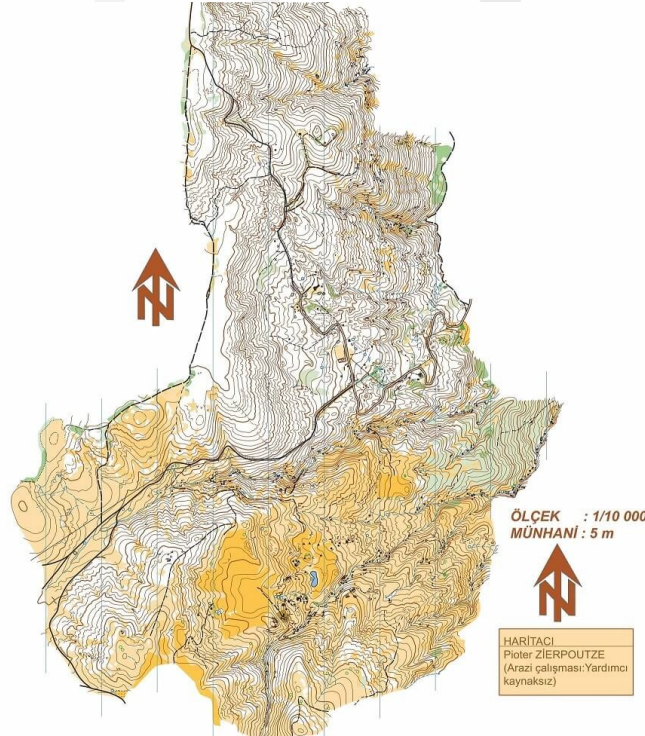 ÖLÇEK : 1/10 000
MÜNHANİ : 5 m
HARİTACI
Pioter ZİERPOUTZE
(Arazi çalışması:Yardımcı
kaynaksız)